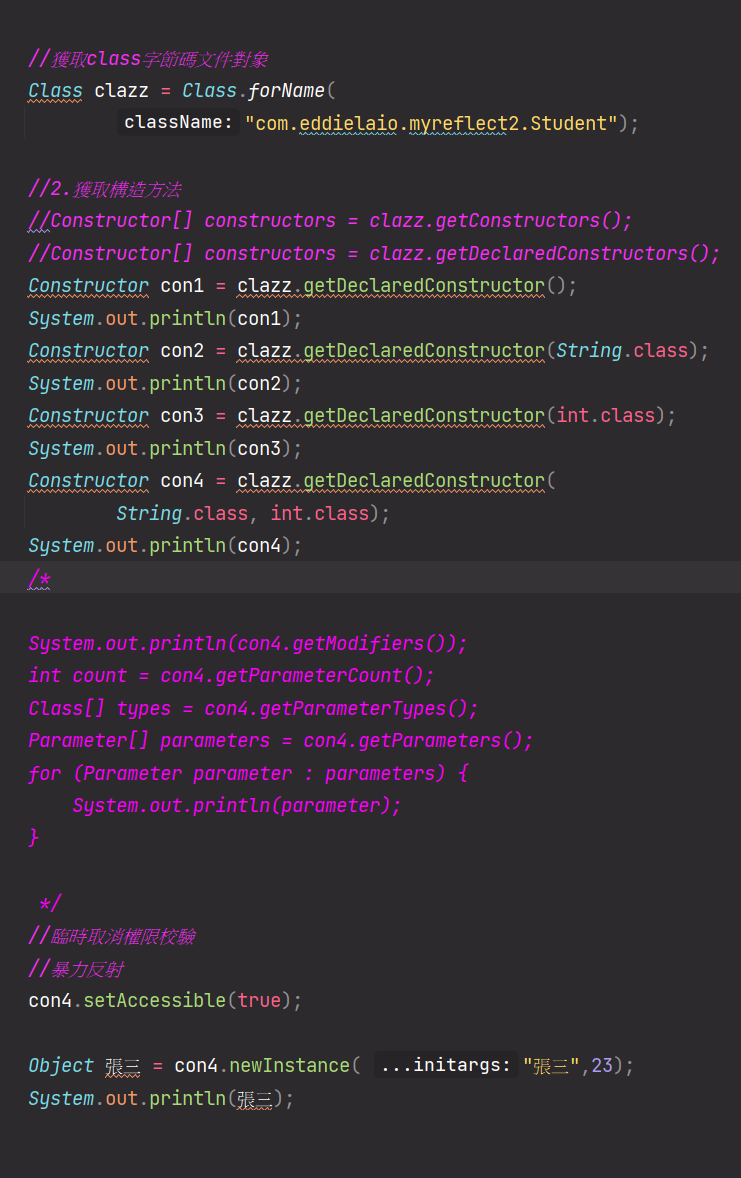 //獲取class字節碼文件對象
Class clazz = Class.forName(
className: "com.eddielaio.myreflect2.Student");
//2.獲取構造方法
//Constructor[] constructors = clazz.getConstructors();
//Constructor[] constructors = clazz.getDeclaredConstructors();
Constructor con1 = clazz.getDeclaredConstructor();
System.out.println(con1);
Constructor con2 = clazz.getDeclaredConstructor(String.class);
System.out.println(con2);
Constructor con3 = clazz.getDeclaredConstructor(int.class);
System.out.println(con3);
Constructor con4 = clazz.getDeclaredConstructor(
String.class, int.class);
System.out.println(con4);
/*
System.out.println(con4.getModifiers());
int count = con4.getParameterCount();
Class[] types = con4.getParameterTypes();
Parameter[] parameters = con4.getParameters();
for (Parameter parameter : parameters) {
System.out.println(parameter);
}
*/
//臨時取消權限校驗
//暴力反射
con4.setAccessible(true);
Object 張三 = con4.newInstance( ...initargs: "張三",23);
System.out.println(張三);